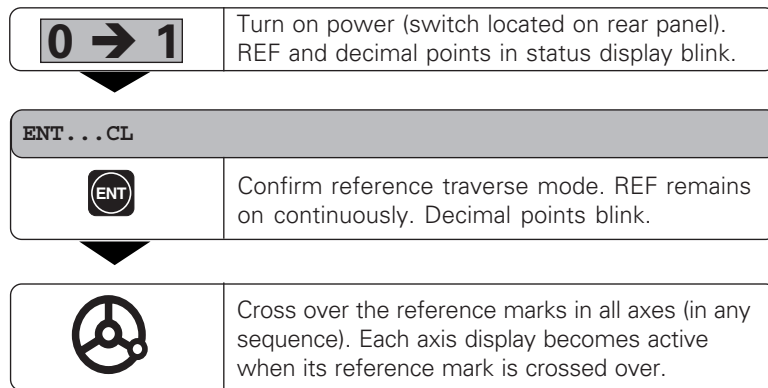 0 → 1
Turn on power (switch located on rear panel).
REF and decimal points in status display blink.
ENT...CL
ENT
Confirm reference traverse mode. REF remains
on continuously. Decimal points blink.
Cross over the reference marks in all axes (in any
sequence). Each axis display becomes active
when its reference mark is crossed over.